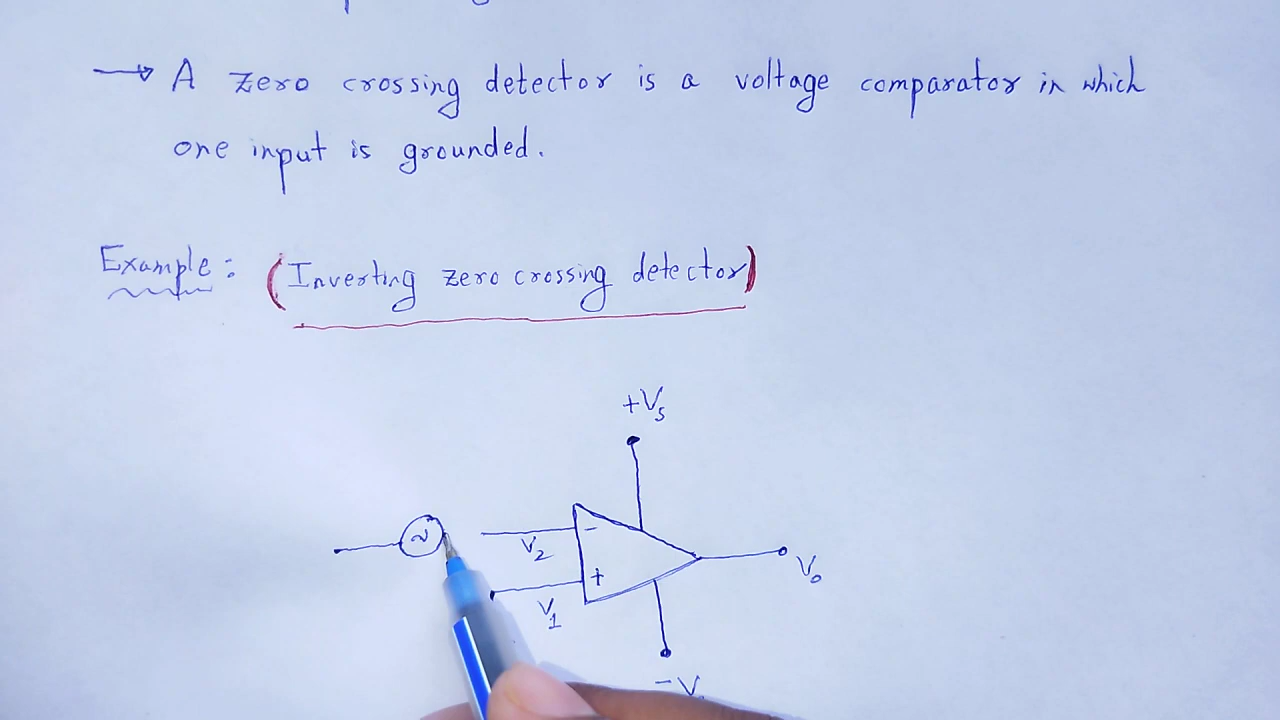 → A zero crossing detector is a voltage comparator in which
one input is grounded.
Example: (Inverting zero crossing detector)
+Vs
~
V2
−
+
V1
Vo
−V